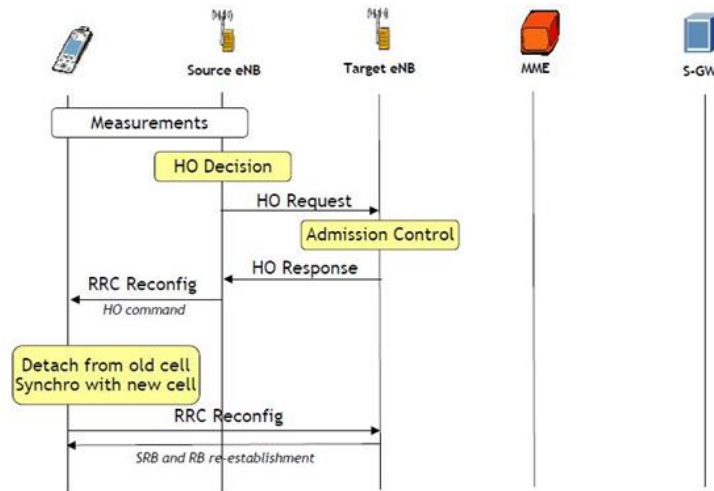 Source eNB
Target eNB
MME
S-GW
Measurements
HO Decision
HO Request
Admission Control
HO Response
RRC Reconfig
HO command
Detach from old cell
Synchro with new cell
RRC Reconfig
SRB and RB re-establishment